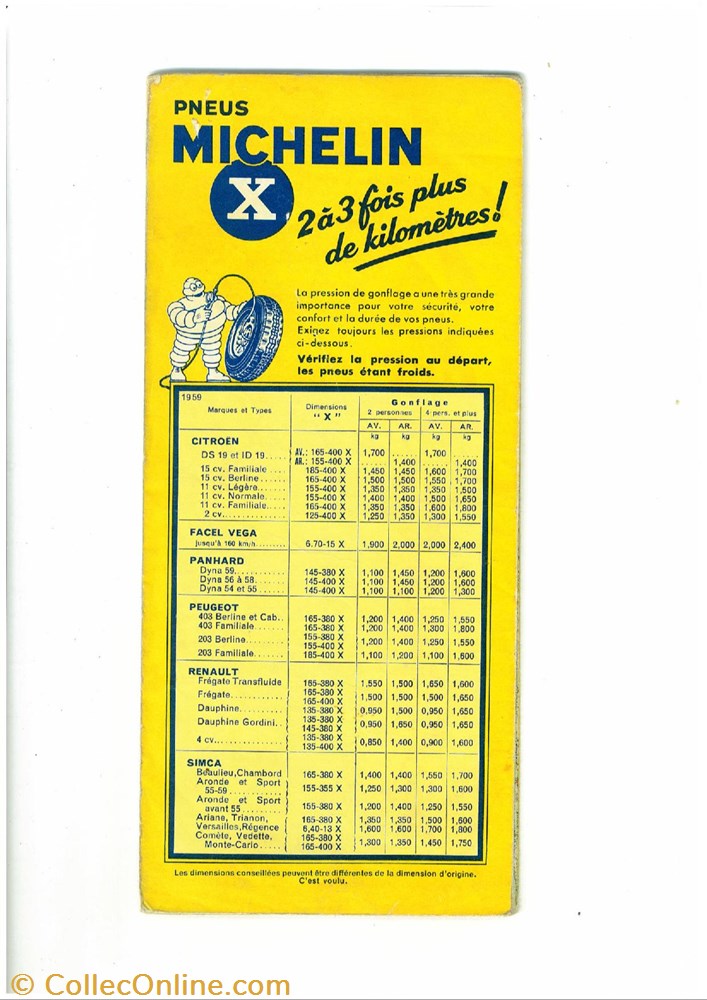 PNEUS
MICHELIN
X
2 à 3 fois plus
de kilomètres!
La pression de gonflage a une très grande
importance pour votre sécurité, votre
confort et la durée de vos pneus.
Exigez toujours les pressions indiquées
ci-dessous.
Vérifiez la pression au départ,
les pneus étant froids.
1959
Marques et Types Dimensions "X" Gonflage
2 personnes 4 pers. et plus
AV. AR. AV. AR.
kg kg kg kg
CITROËN
DS 19 et ID 19..... AV.: 165-400 X 1,700 ..... 1,700 .....
AR.: 155-400 X ..... 1,400 ..... 1,400
15 cv. Familiale.... 185-400 X 1,450 1,450 1,600 1,700
15 cv. Berline...... 165-400 X 1,500 1,500 1,550 1,700
11 cv. Légère...... 155-400 X 1,350 1,350 1,350 1,500
11 cv. Normale.... 155-400 X 1,400 1,400 1,500 1,650
11 cv. Familiale.... 165-400 X 1,350 1,350 1,600 1,800
2 cv............... 125-400 X 1,250 1,350 1,300 1,550
FACEL VEGA
jusqu'à 160 km/h......... 6.70-15 X 1,900 2,000 2,000 2,400
PANHARD
Dyna 59........... 145-380 X 1,100 1,450 1,200 1,600
Dyna 56 à 58....... 145-400 X 1,100 1,450 1,200 1,600
Dyna 54 et 55...... 145-400 X 1,100 1,100 1,200 1,300
PEUGEOT
403 Berline et Cab.. 165-380 X 1,200 1,400 1,250 1,550
403 Familiale...... 165-380 X 1,200 1,400 1,300 1,800
203 Berline........ 155-380 X
155-400 X 1,200 1,400 1,250 1,550
203 Familiale...... 185-400 X 1,100 1,200 1,100 1,600
RENAULT
Frégate Transfluide 165-380 X 1.550 1,500 1,650 1,600
Frégate........... 165-380 X
165-400 X 1,500 1,500 1,500 1,650
Dauphine.......... 135-380 X 0,950 1,500 0,950 1,650
Dauphine Gordini.. 135-380 X
145-380 X 0,950 1,650 0,950 1,650
4 cv............... 135-380 X
135-400 X 0,850 1,400 0,900 1,600
SIMCA
Beaulieu,Chambord 165-380 X 1,400 1,400 1,550 1,700
Aronde et Sport
55-59............ 155-355 X 1,250 1,300 1,300 1,600
Aronde et Sport
avant 55......... 155-380 X 1,200 1,400 1,250 1,550
Ariane, Trianon, 165-380 X 1,350 1,350 1,500 1,600
Versailles,Régence 6,40-13 X 1,600 1,600 1,700 1,800
Comète, Vedette, 165-380 X
Monte-Carlo..... 165-400 X 1,300 1,350 1,450 1,750
Les dimensions conseillées peuvent être différentes de la dimension d'origine.
C'est voulu.
© CollecOnline.com